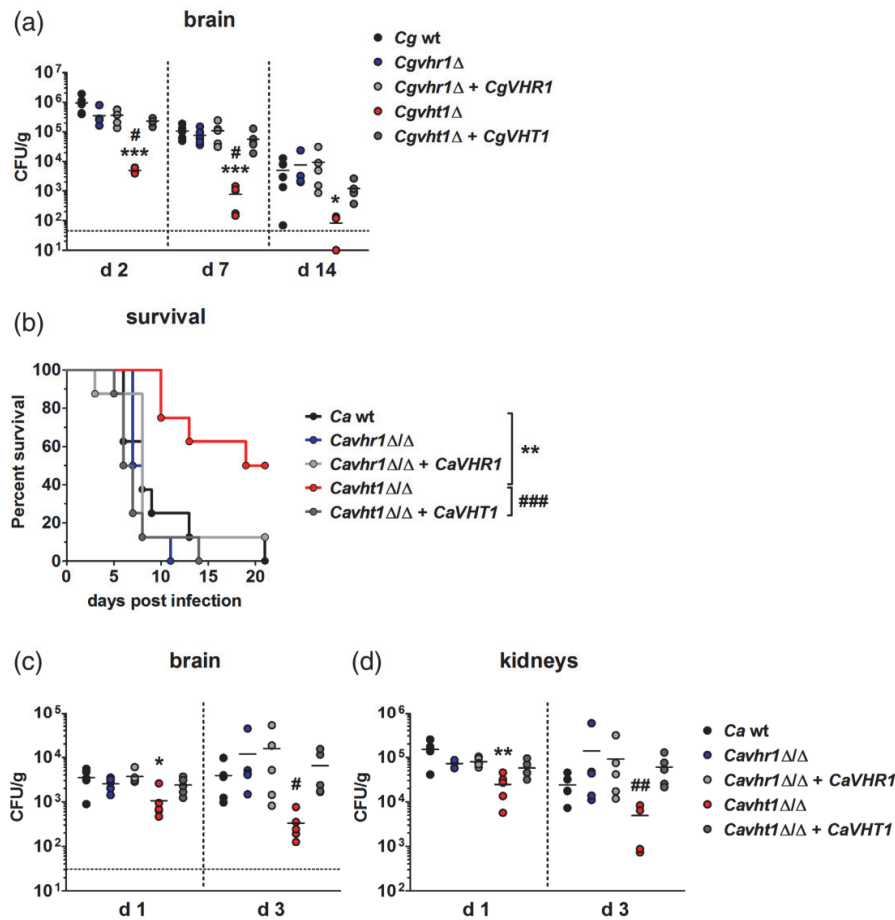 (a)
brain
10⁷
10⁶
10⁵
10⁴
10³
10²
10¹
CFU/g
#
***
#
***
*
d 2
d 7
d 14
Cg wt
Cgvhr1Δ
Cgvhr1Δ + CgVHR1
Cgvht1Δ
Cgvht1Δ + CgVHT1
(b)
survival
100
80
60
40
20
0
Percent survival
0
5
10
15
20
days post infection
Ca wt
Cavhr1Δ/Δ
Cavhr1Δ/Δ + CaVHR1
Cavht1Δ/Δ
Cavht1Δ/Δ + CaVHT1
**
###
(c)
brain
10⁵
10⁴
10³
10²
10¹
CFU/g
*
#
d 1
d 3
(d)
kidneys
10⁶
10⁵
10⁴
10³
10²
CFU/g
**
##
d 1
d 3
Ca wt
Cavhr1Δ/Δ
Cavhr1Δ/Δ + CaVHR1
Cavht1Δ/Δ
Cavht1Δ/Δ + CaVHT1